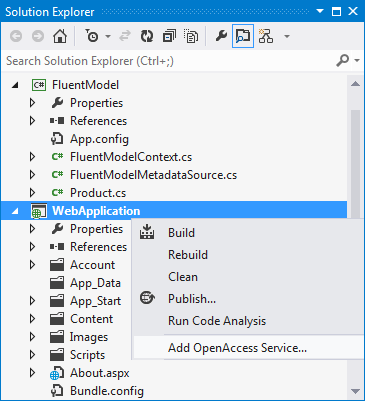 Solution Explorer
Search Solution Explorer (Ctrl+;)
C# FluentModel
Properties
References
App.config
C# FluentModelContext.cs
C# FluentModelMetadataSource.cs
C# Product.cs
WebApplication
Properties
References
Account
App_Data
App_Start
Content
Images
Scripts
About.aspx
Bundle.config
Build
Rebuild
Clean
Publish...
Run Code Analysis
Add OpenAccess Service...